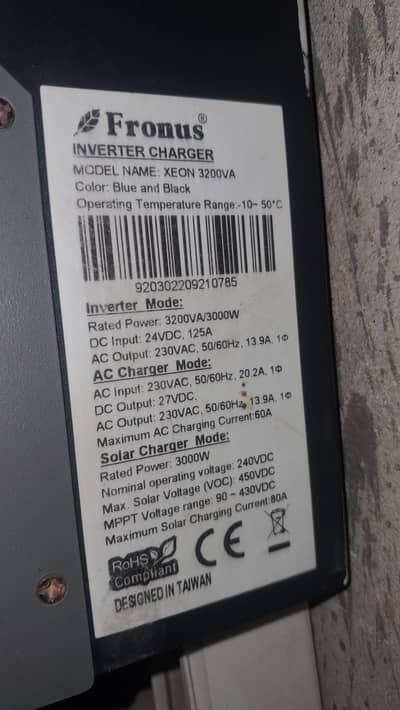 Fronus®
INVERTER CHARGER
MODEL NAME: XEON 3200VA
Color: Blue and Black
Operating Temperature Range:-10~ 50°C
920302209210785
Inverter Mode:
Rated Power: 3200VA/3000W
DC Input: 24VDC, 125A
AC Output: 230VAC, 50/60Hz, 13.9A, 1Φ
AC Charger Mode:
AC Input: 230VAC, 50/60Hz, 20.2A, 1Φ
DC Output: 27VDC,
AC Output: 230VAC, 50/60Hz, 13.9A, 1Φ
Maximum AC Charging Current:60A
Solar Charger Mode:
Rated Power: 3000W
Nominal operating voltage: 240VDC
Max. Solar Voltage (VOC): 450VDC
MPPT Voltage range: 90 ~ 430VDC
Maximum Solar Charging Current:80A
RoHS
Compliant
CE
DESIGNED IN TAIWAN